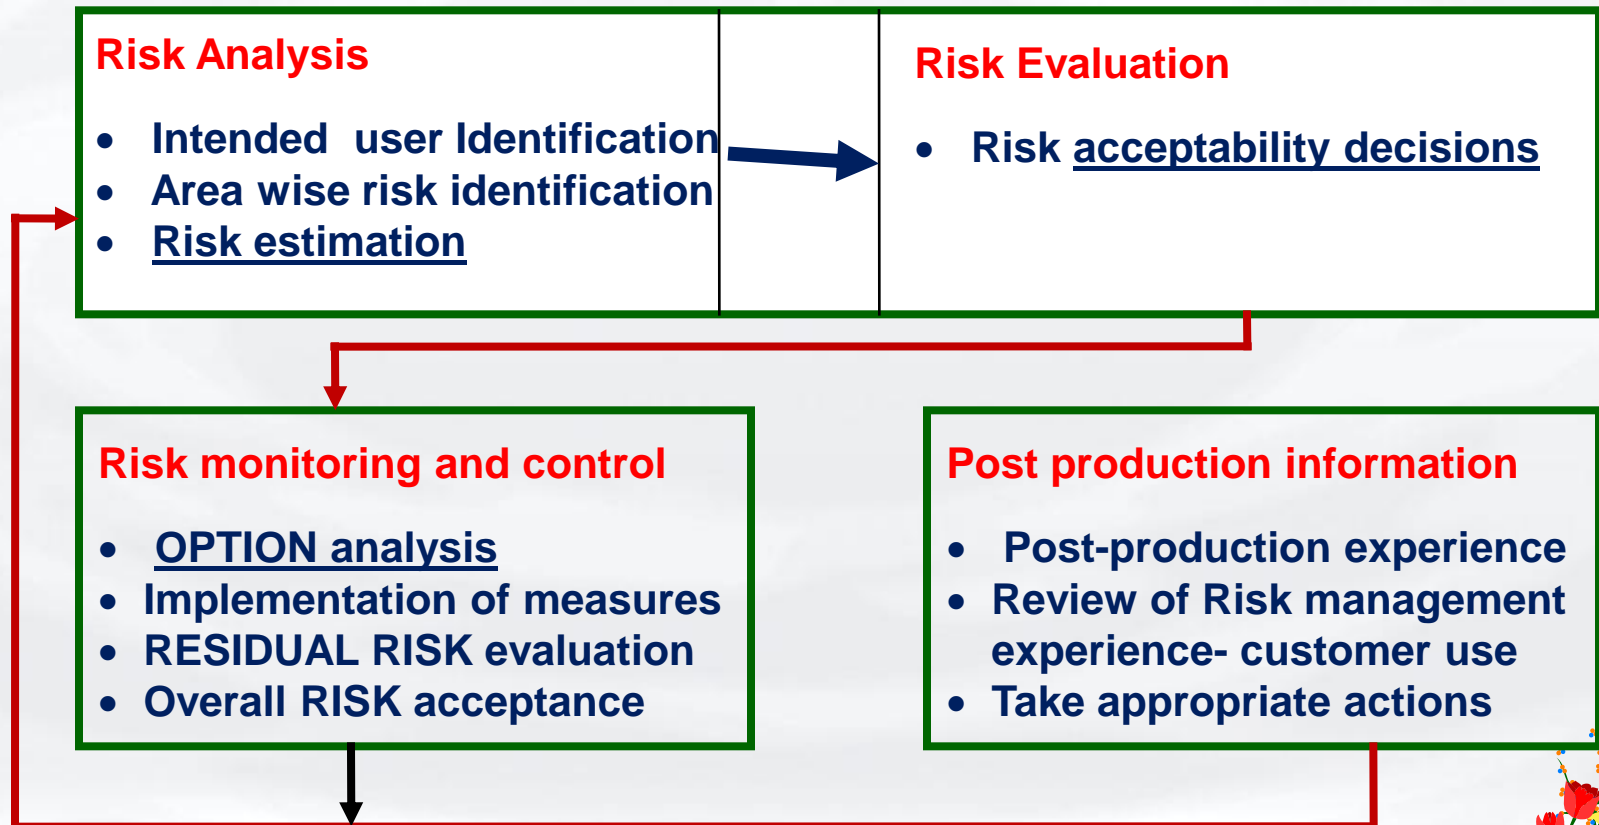 Risk Analysis
• Intended  user Identification
• Area wise risk identification
• Risk estimation
Risk Evaluation
• Risk acceptability decisions
Risk monitoring and control
• OPTION analysis
• Implementation of measures
• RESIDUAL RISK evaluation
• Overall RISK acceptance
Post production information
• Post-production experience
• Review of Risk management
experience- customer use
• Take appropriate actions